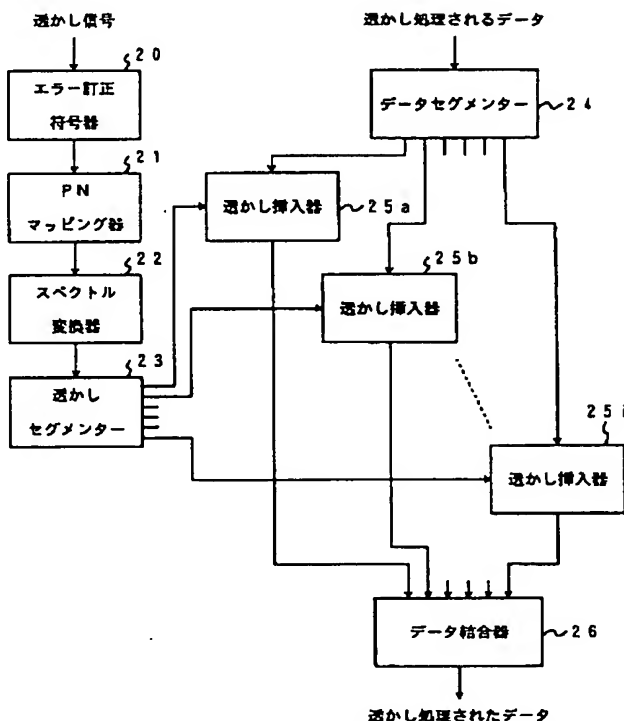 透かし信号
20
エラー訂正
符号器
21
PN
マッピング器
22
スペクトル
変換器
23
透かし
セグメンター
透かし処理されるデータ
データセグメンター
24
透かし挿入器
25a
25b
透かし挿入器
25i
透かし挿入器
データ結合器
26
透かし処理されたデータ